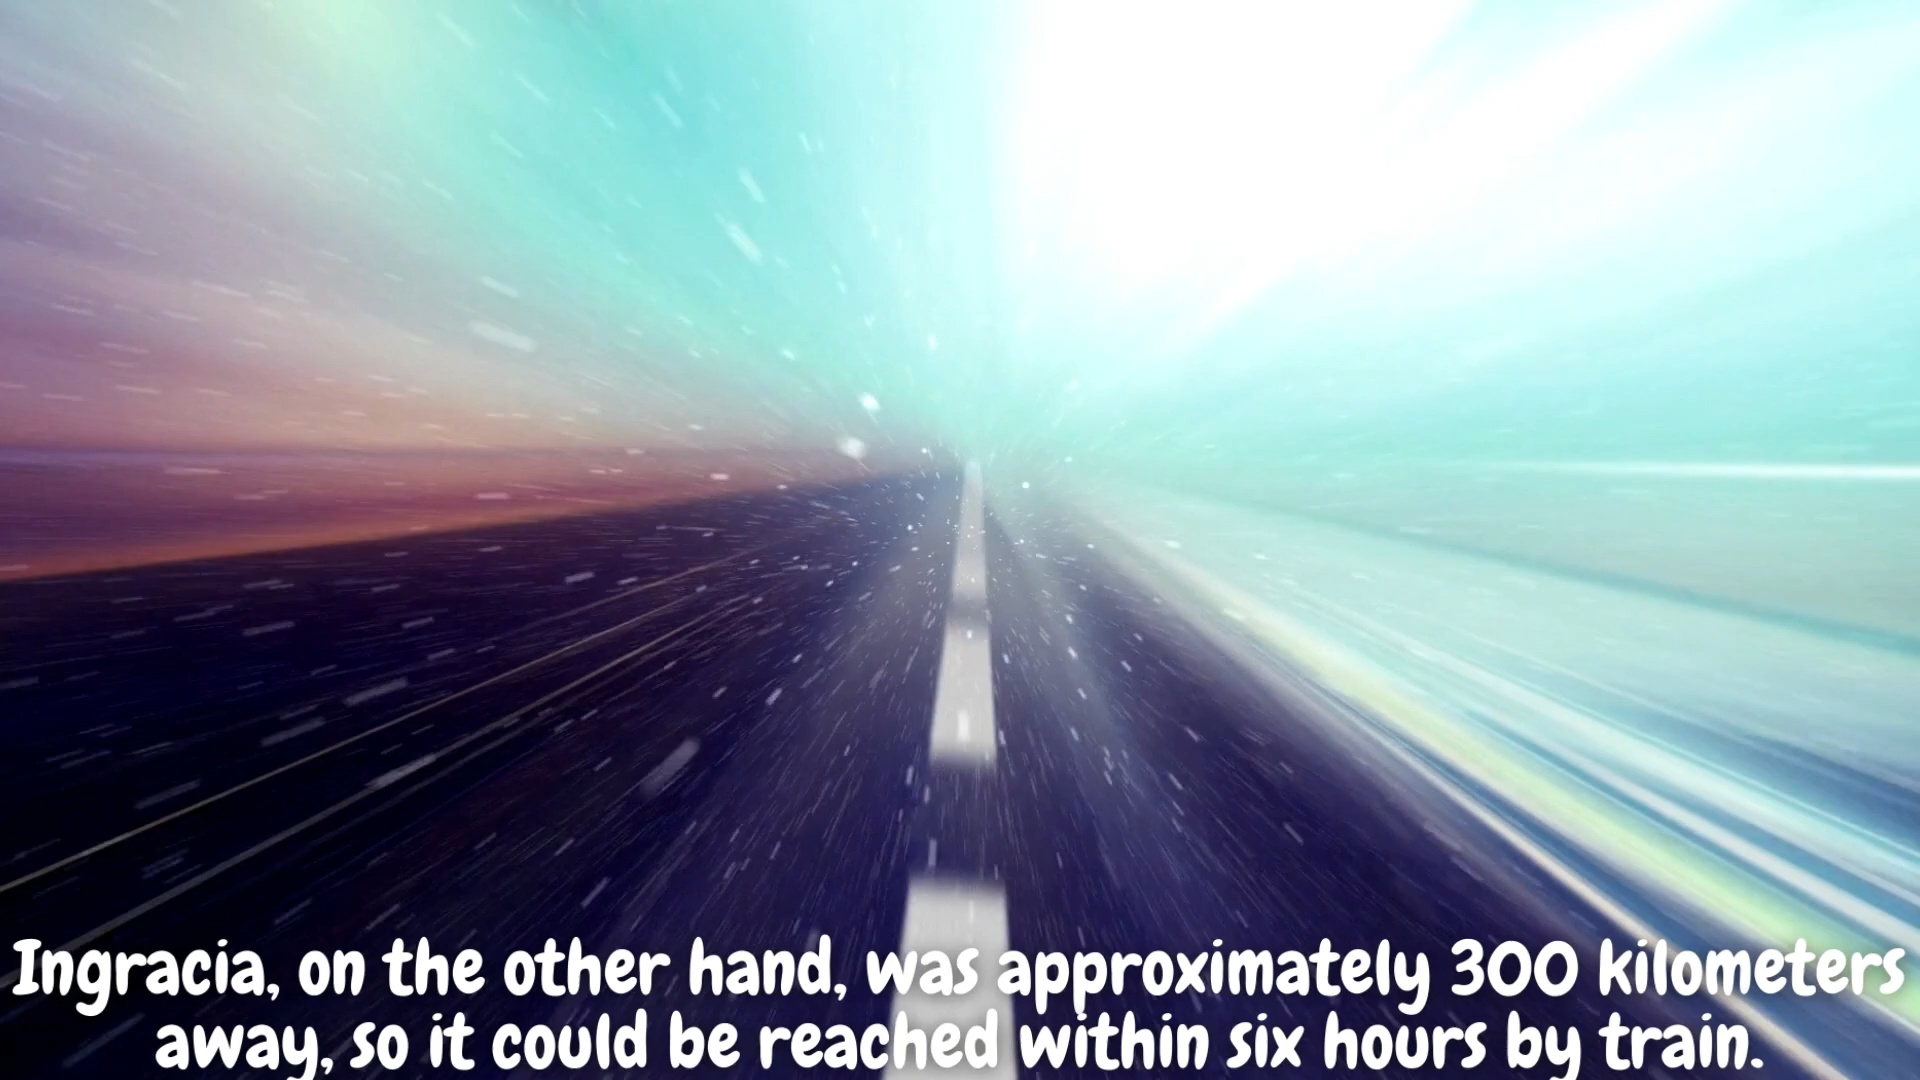 Ingracia, on the other hand, was approximately 300 kilometers
away, so it could be reached within six hours by train.